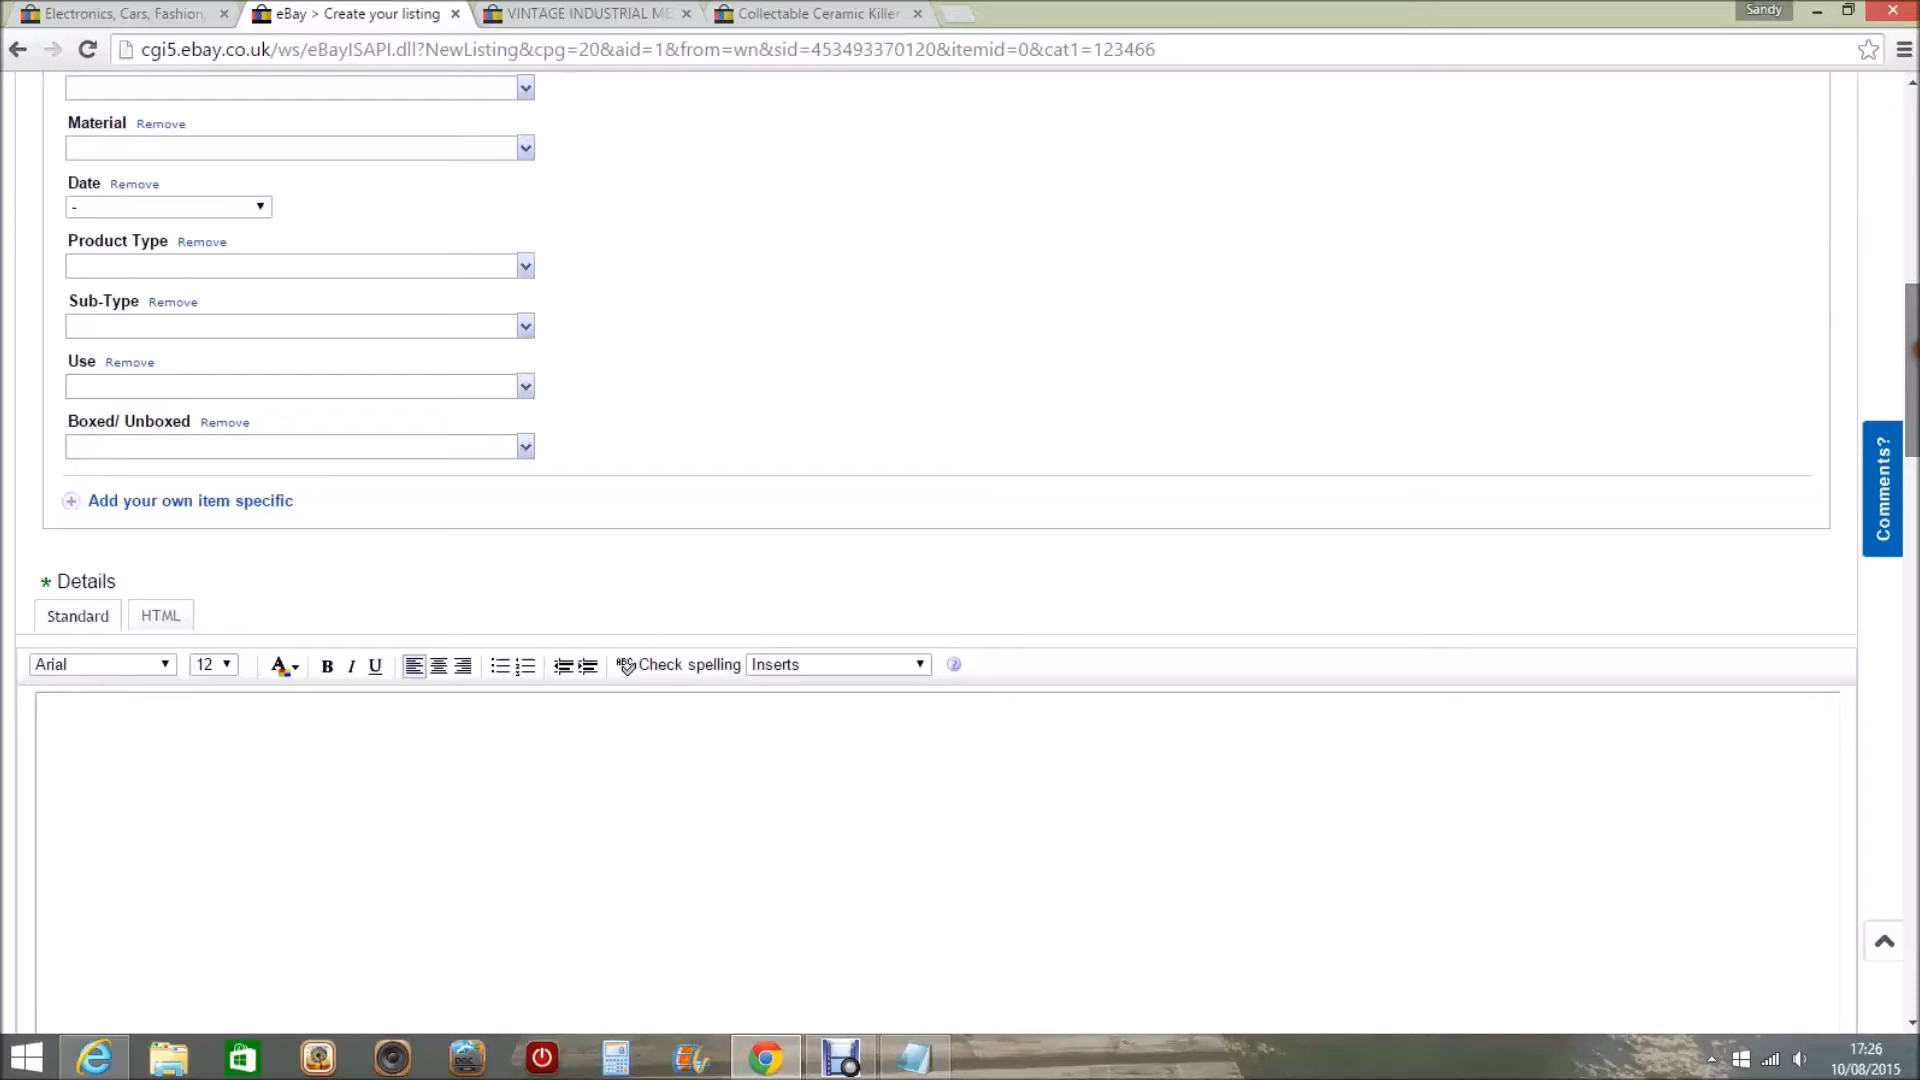 Electronics, Cars, Fashion,
eBay > Create your listing
VINTAGE INDUSTRIAL ME
Collectable Ceramic Killer
Sandy
cgi5.ebay.co.uk/ws/eBayISAPI.dll?NewListing&cpg=20&aid=1&from=wn&sid=453493370120&itemid=0&cat1=123466
Material Remove
Date Remove
-
Product Type Remove
Sub-Type Remove
Use Remove
Boxed/ Unboxed Remove
Add your own item specific
Comments?
* Details
Standard HTML
Arial 12 A B I U ABC Check spelling Inserts ?
17:26
10/08/2015